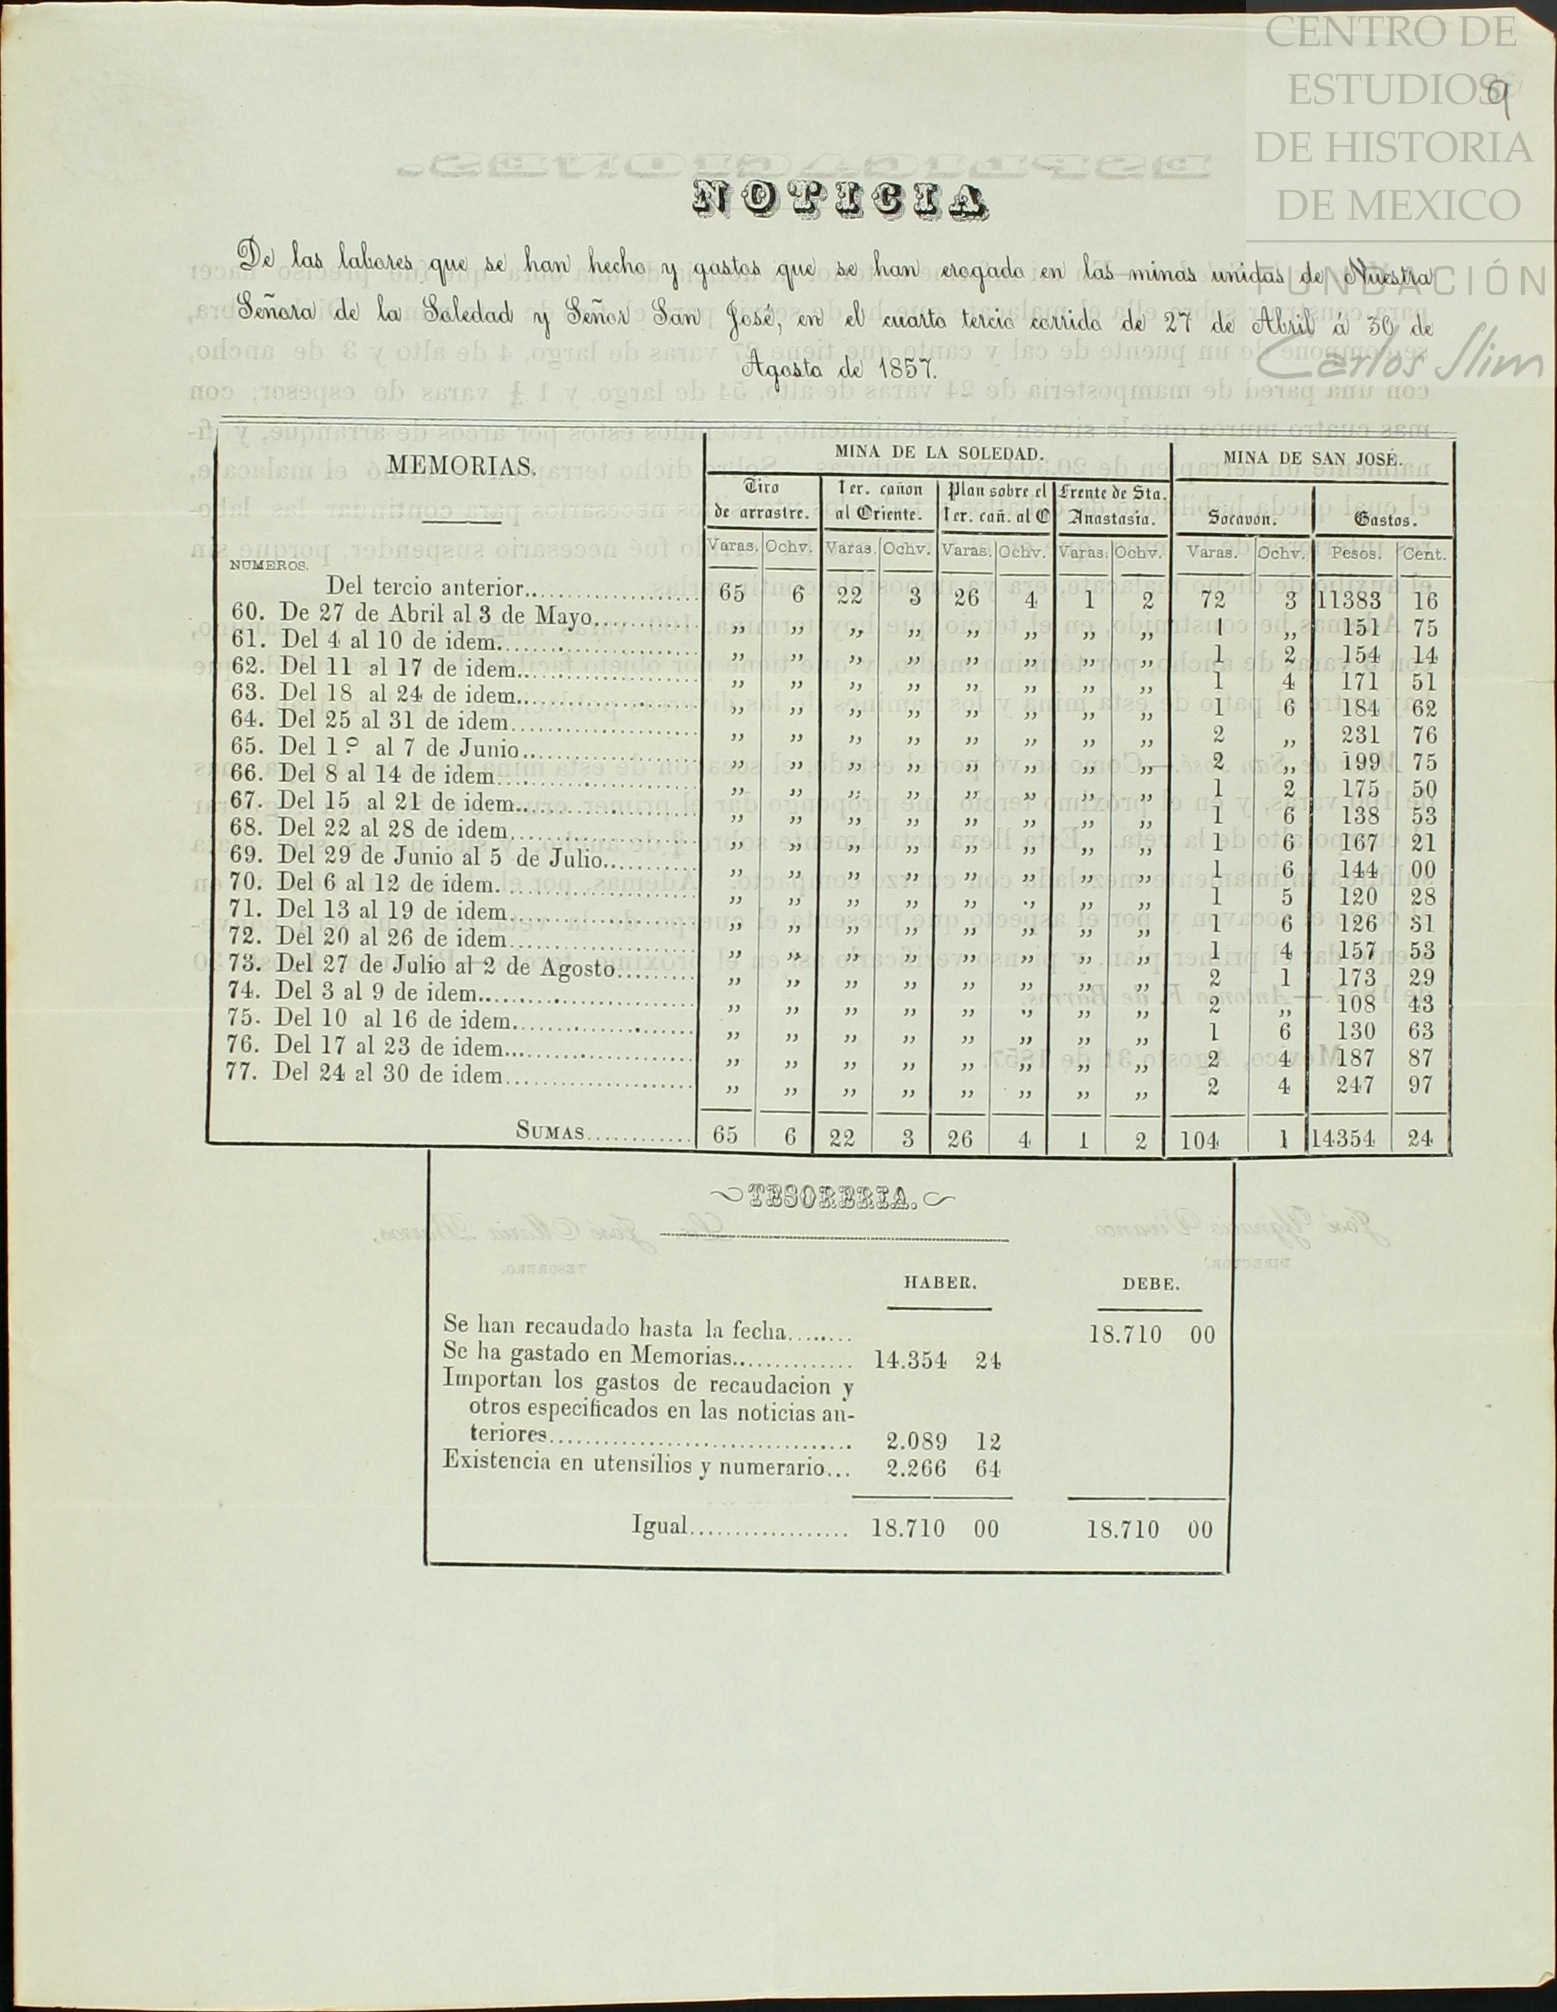 CENTRO DE
ESTUDIOS
DE HISTORIA
DE MEXICO
FUNDACIÓN
Carlos Slim
9
NOTICIA
De las labores que se han hecho y gastos que se han erogado en las minas unidas de Nuestra
Señora de la Soledad y Señor San José, en el cuarto tercio corrido de 27 de Abril á 30 de
Agosto de 1857.
MEMORIAS. MINA DE LA SOLEDAD. MINA DE SAN JOSÉ.
Tiro de arrastre. 1er. cañon al Oriente. Plan sobre el 1er. cañ. al O Frente de Sta. Anastasia. Socavon. Gastos.
NUMEROS. Varas. Ochv. Varas. Ochv. Varas. Ochv. Varas. Ochv. Varas. Ochv. Pesos. Cent.
Del tercio anterior.................... 65 6 22 3 26 4 1 2 72 3 11383 16
60. De 27 de Abril al 3 de Mayo............ ,, ,, ,, ,, ,, ,, ,, ,, 1 ,, 151 75
61. Del 4 al 10 de idem...................... ,, ,, ,, ,, ,, ,, ,, ,, 1 2 154 14
62. Del 11 al 17 de idem.................... ,, ,, ,, ,, ,, ,, ,, ,, 1 4 171 51
63. Del 18 al 24 de idem.................... ,, ,, ,, ,, ,, ,, ,, ,, 1 6 184 62
64. Del 25 al 31 de idem..................... ,, ,, ,, ,, ,, ,, ,, ,, 2 ,, 231 76
65. Del 1.º al 7 de Junio.................... ,, ,, ,, ,, ,, ,, ,, ,, 2 ,, 199 75
66. Del 8 al 14 de idem...................... ,, ,, ,, ,, ,, ,, ,, ,, 1 2 175 50
67. Del 15 al 21 de idem.................... ,, ,, ,, ,, ,, ,, ,, ,, 1 6 138 53
68. Del 22 al 28 de idem..................... ,, ,, ,, ,, ,, ,, ,, ,, 1 6 167 21
69. Del 29 de Junio al 5 de Julio.......... ,, ,, ,, ,, ,, ,, ,, ,, 1 6 144 00
70. Del 6 al 12 de idem...................... ,, ,, ,, ,, ,, ,, ,, ,, 1 5 120 28
71. Del 13 al 19 de idem..................... ,, ,, ,, ,, ,, ,, ,, ,, 1 6 126 31
72. Del 20 al 26 de idem..................... ,, ,, ,, ,, ,, ,, ,, ,, 1 4 157 53
73. Del 27 de Julio al 2 de Agosto......... ,, ,, ,, ,, ,, ,, ,, ,, 2 1 173 29
74. Del 3 al 9 de idem........................ ,, ,, ,, ,, ,, ,, ,, ,, 2 ,, 108 43
75. Del 10 al 16 de idem.................... ,, ,, ,, ,, ,, ,, ,, ,, 1 6 130 63
76. Del 17 al 23 de idem..................... ,, ,, ,, ,, ,, ,, ,, ,, 2 4 187 87
77. Del 24 al 30 de idem..................... ,, ,, ,, ,, ,, ,, ,, ,, 2 4 247 97
SUMAS............ 65 6 22 3 26 4 1 2 104 1 14354 24
TESORERIA.
HABER. DEBE.
Se han recaudado hasta la fecha........ 18.710 00
Se ha gastado en Memorias.............. 14.354 24
Importan los gastos de recaudacion y
otros especificados en las noticias an-
teriores.................................. 2.089 12
Existencia en utensilios y numerario... 2.266 64
Igual.................. 18.710 00 18.710 00